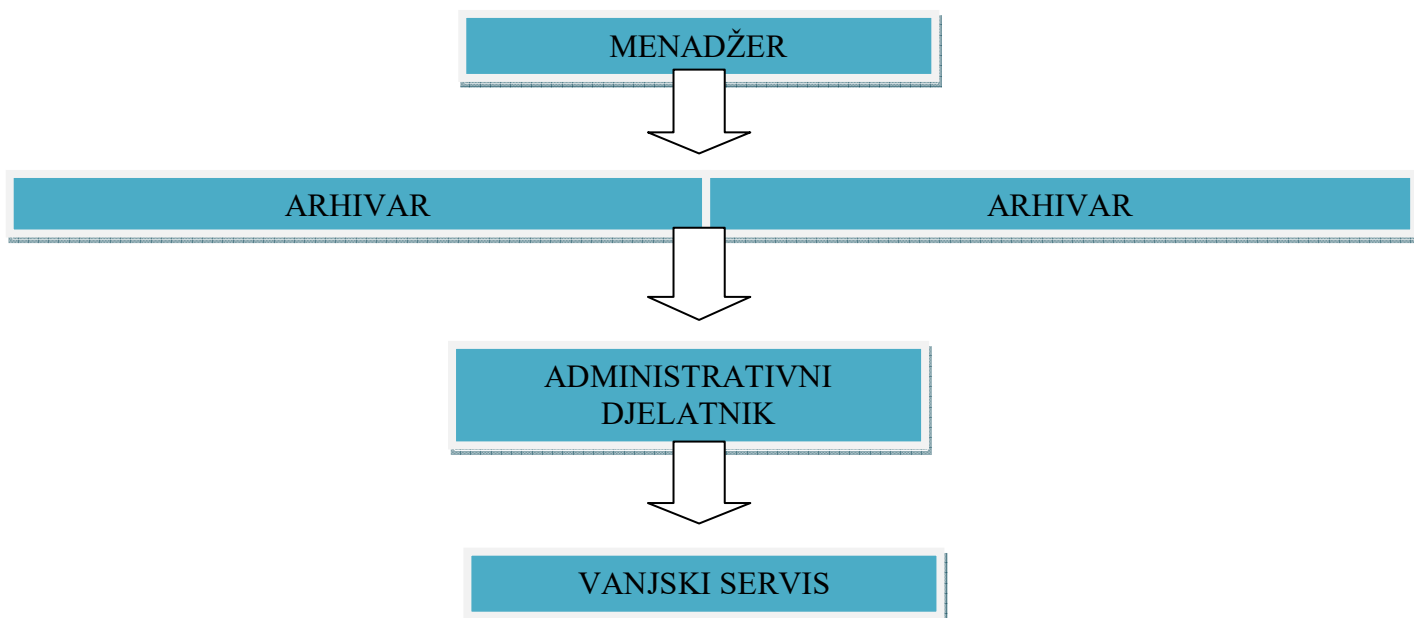 MENADŽER
ARHIVAR
ARHIVAR
ADMINISTRATIVNI
DJELATNIK
VANJSKI SERVIS